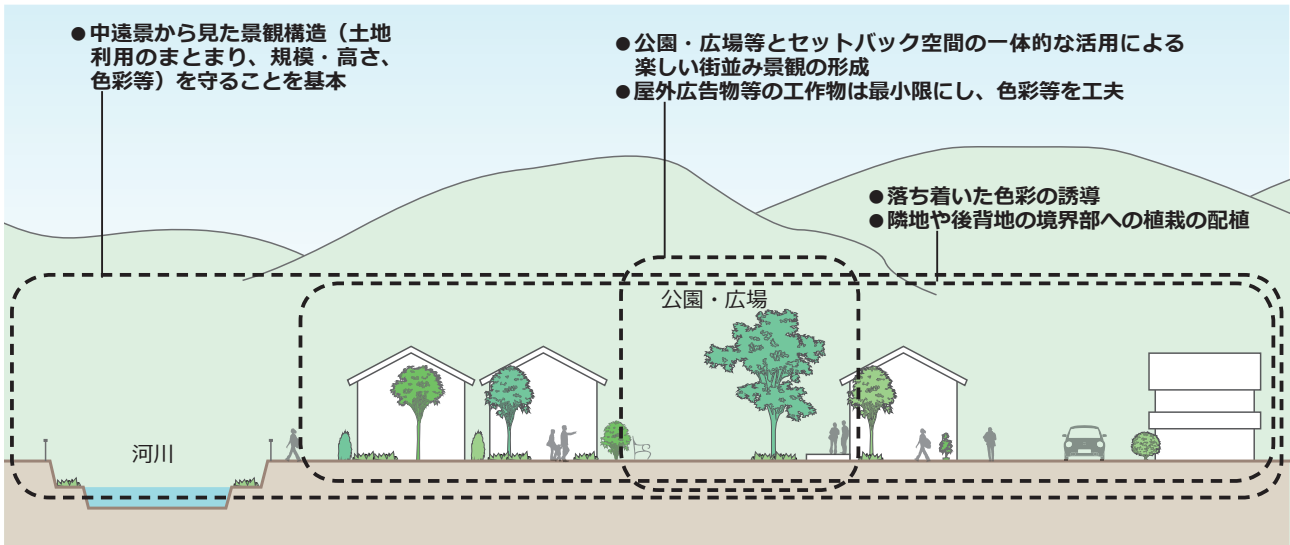 ●中遠景から見た景観構造（土地
利用のまとまり、規模・高さ、
色彩等）を守ることを基本
●公園・広場等とセットバック空間の一体的な活用による
楽しい街並み景観の形成
●屋外広告物等の工作物は最小限にし、色彩等を工夫
●落ち着いた色彩の誘導
●隣地や後背地の境界部への植栽の配植
公園・広場
河川